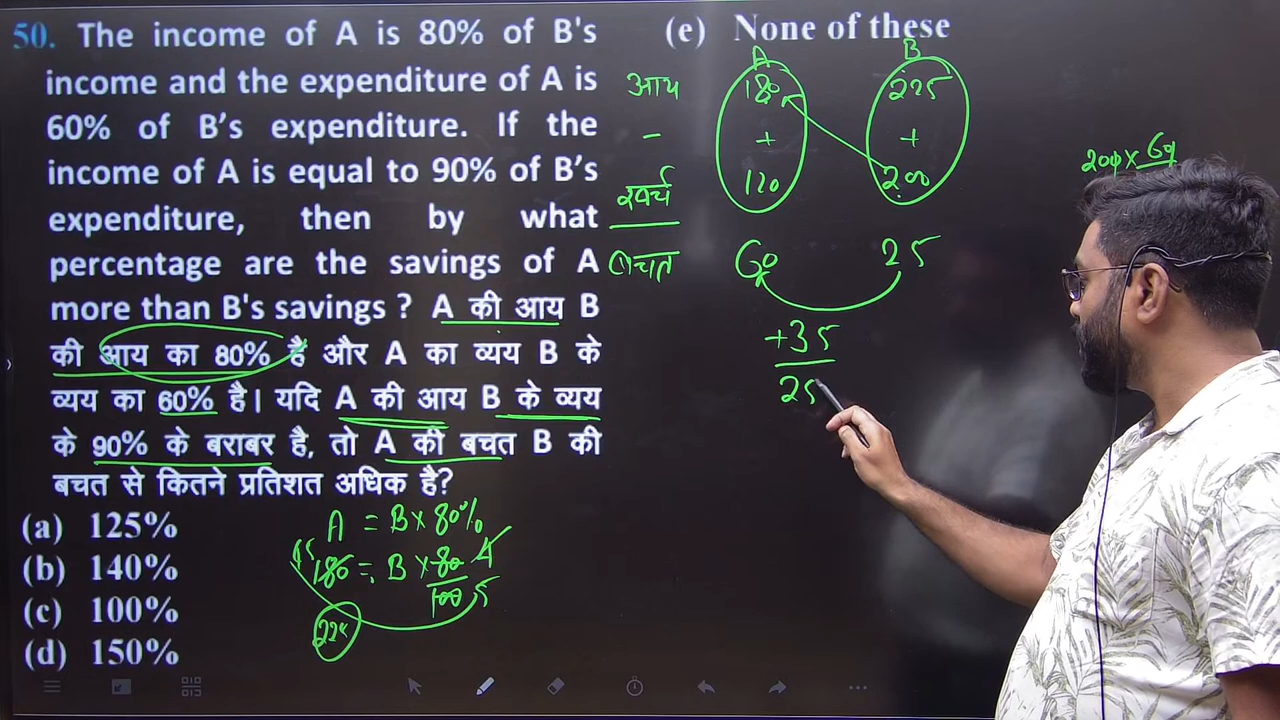 50. The income of A is 80% of B's
income and the expenditure of A is
60% of B's expenditure. If the
income of A is equal to 90% of B's
expenditure, then by what
percentage are the savings of A
more than B's savings ? A की आय B
की आय का 80% है और A का व्यय B के
व्यय का 60% है। यदि A की आय B के व्यय
के 90% के बराबर है, तो A की बचत B की
बचत से कितने प्रतिशत अधिक है?
(a) 125%
(b) 140%
(c) 100%
(d) 150%
A = B × 80%
180 = B × 80 4
100 5
45
225
(e) None of these
A B
आय 180 225
- + +
खर्च 120 200
बचत 60 25
+35
25
200 × 60